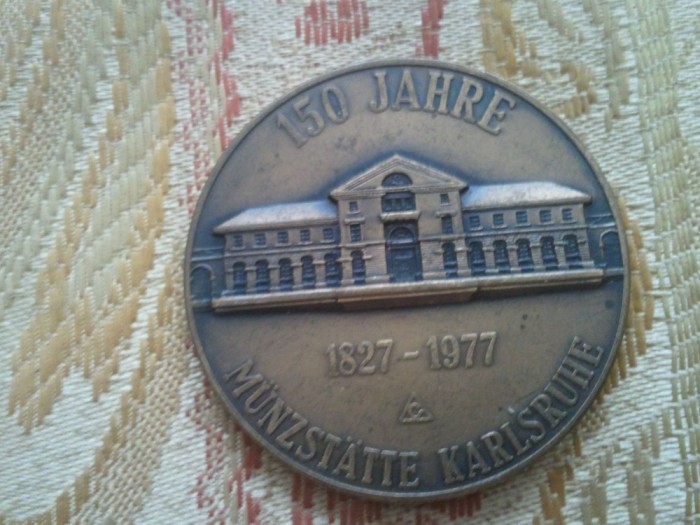 150 JAHRE
1827-1977
MÜNZSTÄTTE KARLSRUHE